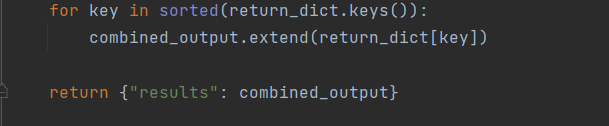 for key in sorted(return_dict.keys()):
    combined_output.extend(return_dict[key])
return {"results": combined_output}